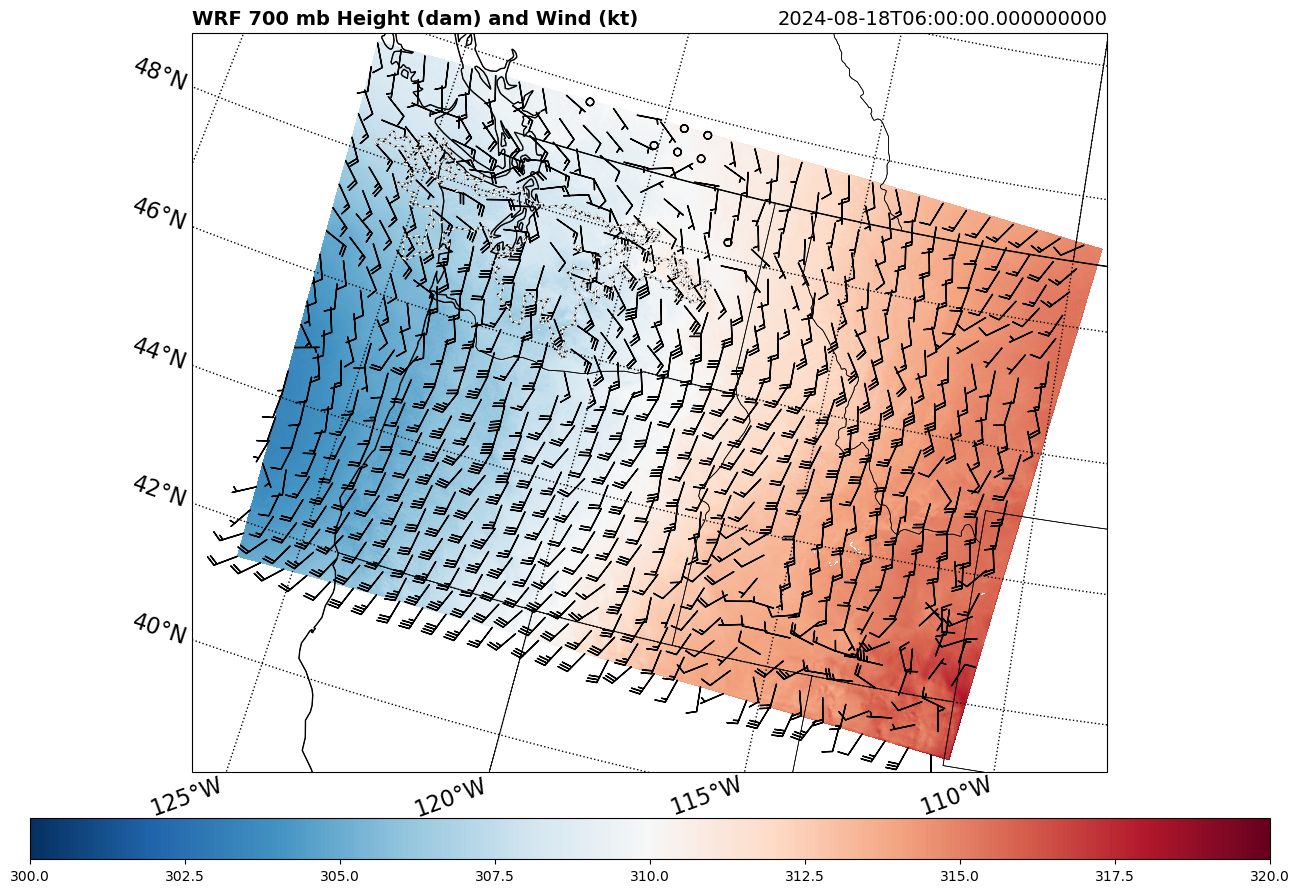 WRF 700 mb Height (dam) and Wind (kt)
2024-08-18T06:00:00.000000000
48°N
46°N
44°N
42°N
40°N
125°W
120°W
115°W
110°W
300.0
302.5
305.0
307.5
310.0
312.5
315.0
317.5
320.0